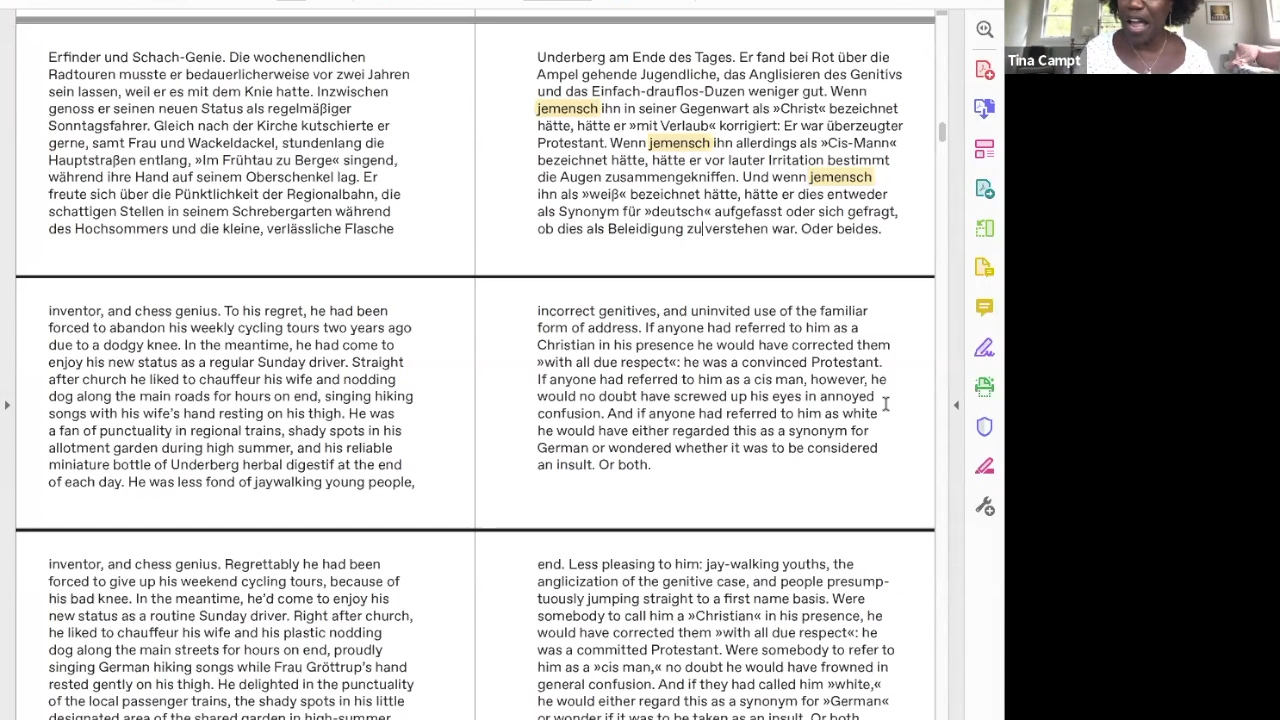 Erfinder und Schach-Genie. Die wochenendlichen
Radtouren musste er bedauerlicherweise vor zwei Jahren
sein lassen, weil er es mit dem Knie hatte. Inzwischen
genoss er seinen neuen Status als regelmäßiger
Sonntagsfahrer. Gleich nach der Kirche kutschierte er
gerne, samt Frau und Wackeldackel, stundenlang die
Hauptstraßen entlang, »Im Frühtau zu Berge« singend,
während ihre Hand auf seinem Oberschenkel lag. Er
freute sich über die Pünktlichkeit der Regionalbahn, die
schattigen Stellen in seinem Schrebergarten während
des Hochsommers und die kleine, verlässliche Flasche
Underberg am Ende des Tages. Er fand bei Rot über die
Ampel gehende Jugendliche, das Anglisieren des Genitivs
und das Einfach-drauflos-Duzen weniger gut. Wenn
jemensch ihn in seiner Gegenwart als »Christ« bezeichnet
hätte, hätte er »mit Verlaub« korrigiert: Er war überzeugter
Protestant. Wenn jemensch ihn allerdings als »Cis-Mann«
bezeichnet hätte, hätte er vor lauter Irritation bestimmt
die Augen zusammengekniffen. Und wenn jemensch
ihn als »weiß« bezeichnet hätte, hätte er dies entweder
als Synonym für »deutsch« aufgefasst oder sich gefragt,
ob dies als Beleidigung zu verstehen war. Oder beides.
inventor, and chess genius. To his regret, he had been
forced to abandon his weekly cycling tours two years ago
due to a dodgy knee. In the meantime, he had come to
enjoy his new status as a regular Sunday driver. Straight
after church he liked to chauffeur his wife and nodding
dog along the main roads for hours on end, singing hiking
songs with his wife's hand resting on his thigh. He was
a fan of punctuality in regional trains, shady spots in his
allotment garden during high summer, and his reliable
miniature bottle of Underberg herbal digestif at the end
of each day. He was less fond of jaywalking young people,
incorrect genitives, and uninvited use of the familiar
form of address. If anyone had referred to him as a
Christian in his presence he would have corrected them
»with all due respect«: he was a convinced Protestant.
If anyone had referred to him as a cis man, however, he
would no doubt have screwed up his eyes in annoyed
confusion. And if anyone had referred to him as white
he would have either regarded this as a synonym for
German or wondered whether it was to be considered
an insult. Or both.
inventor, and chess genius. Regrettably he had been
forced to give up his weekend cycling tours, because of
his bad knee. In the meantime, he'd come to enjoy his
new status as a routine Sunday driver. Right after church,
he liked to chauffeur his wife and his plastic nodding
dog along the main streets for hours on end, proudly
singing German hiking songs while Frau Gröttrup's hand
rested gently on his thigh. He delighted in the punctuality
of the local passenger trains, the shady spots in his little
designated area of the shared garden in high-summer,
end. Less pleasing to him: jay-walking youths, the
anglicization of the genitive case, and people presump-
tuously jumping straight to a first name basis. Were
somebody to call him a »Christian« in his presence, he
would have corrected them »with all due respect«: he
was a committed Protestant. Were somebody to refer to
him as a »cis man,« no doubt he would have frowned in
general confusion. And if they had called him »white,«
he would either regard this as a synonym for »German«
or wonder if it was to be taken as an insult. Or both.
Tina Campt